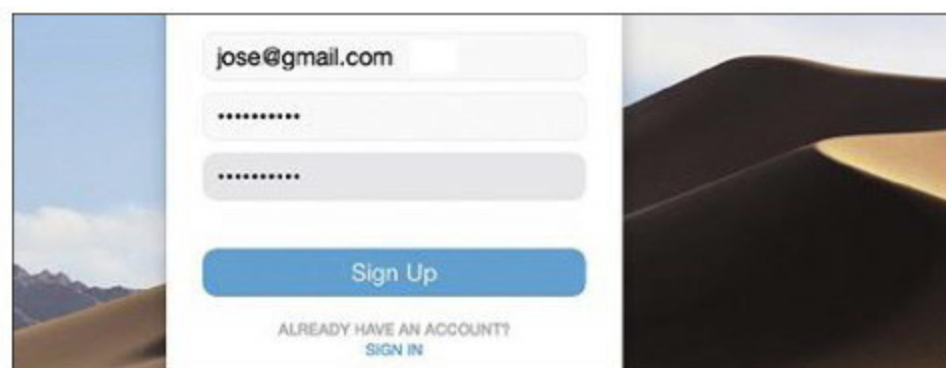 jose@gmail.com
••••••••••
••••••••••
Sign Up
ALREADY HAVE AN ACCOUNT?
SIGN IN